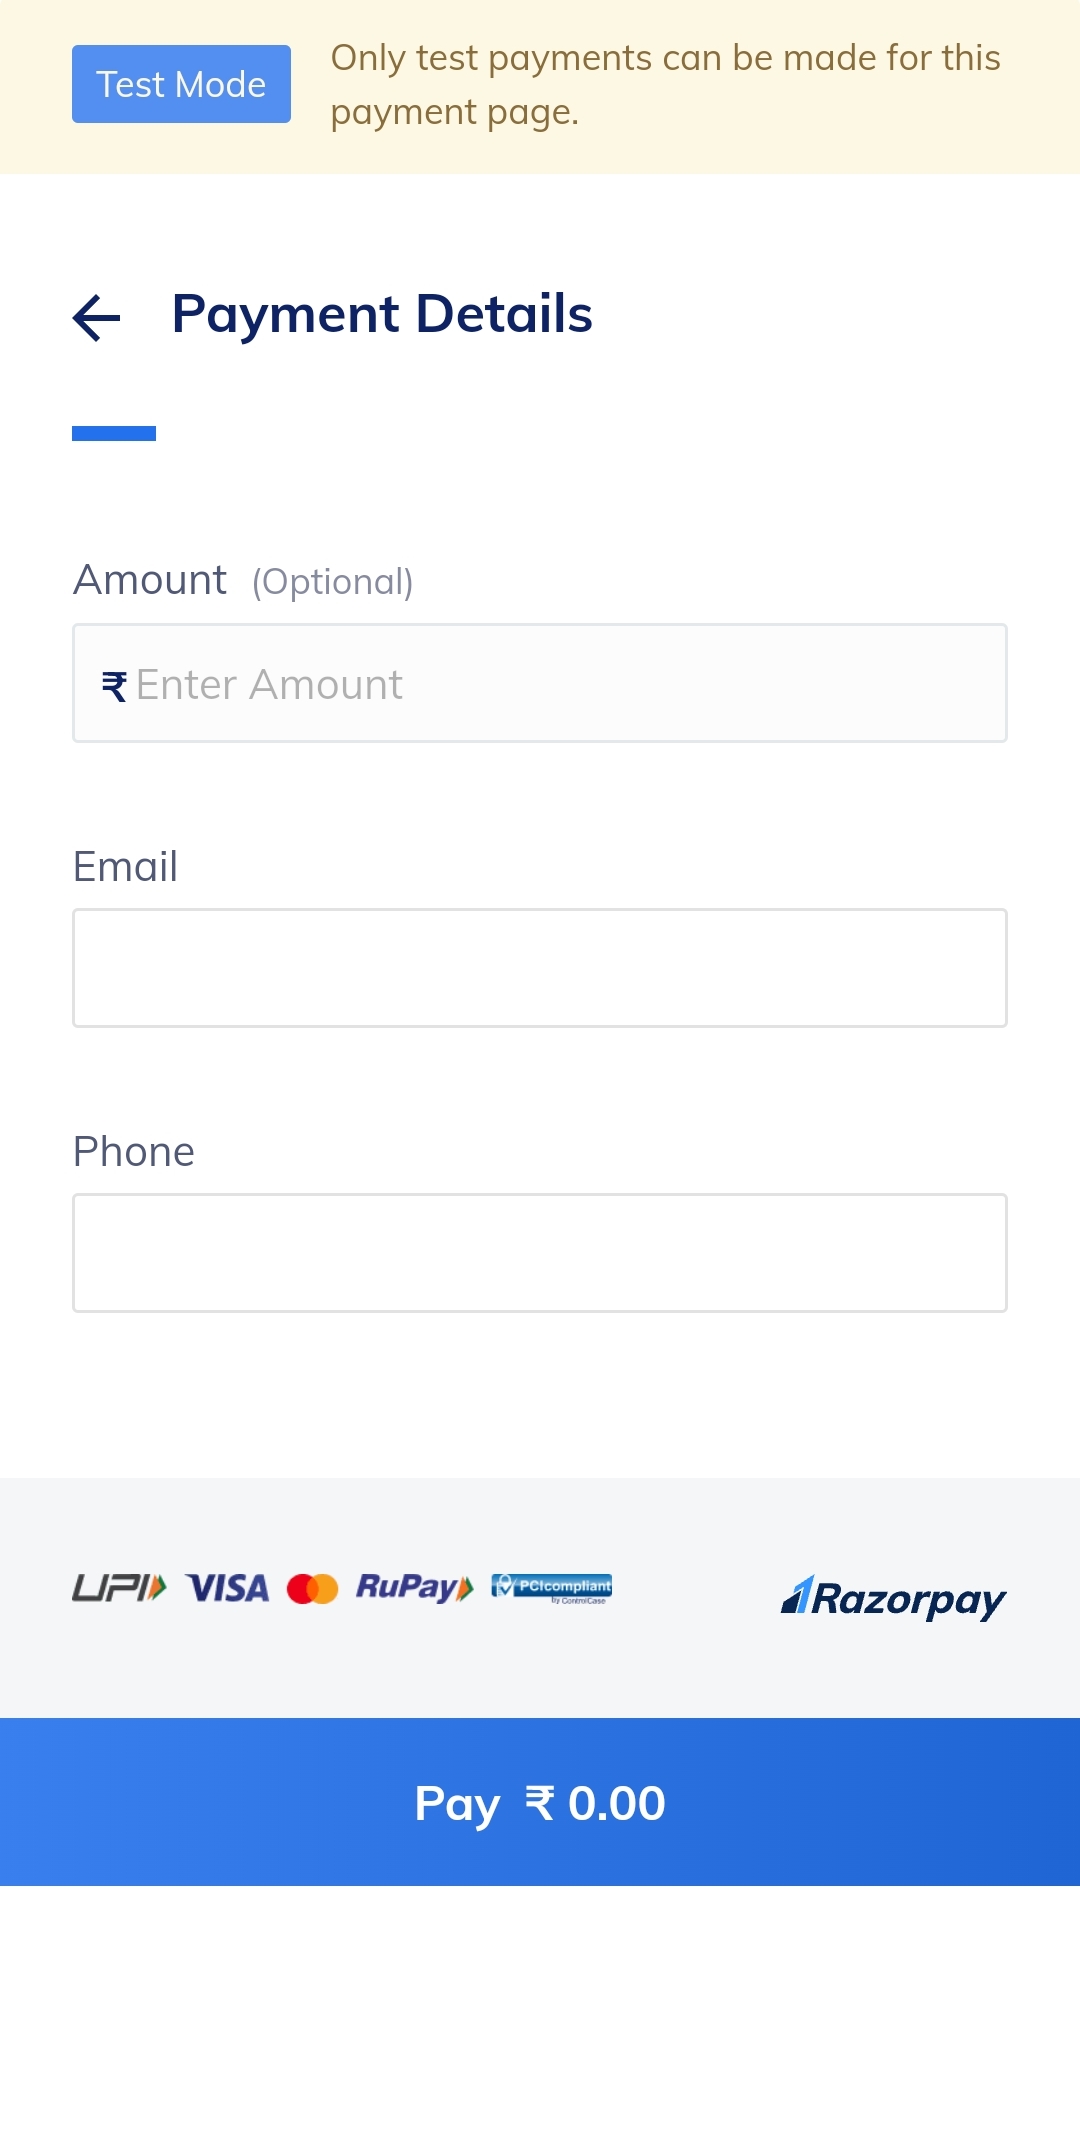 Test Mode
Only test payments can be made for this
payment page.
Payment Details
Amount (Optional)
₹ Enter Amount
Email
Phone
UPI VISA RuPay PCIcompliant
by ControlCase
Razorpay
Pay ₹ 0.00